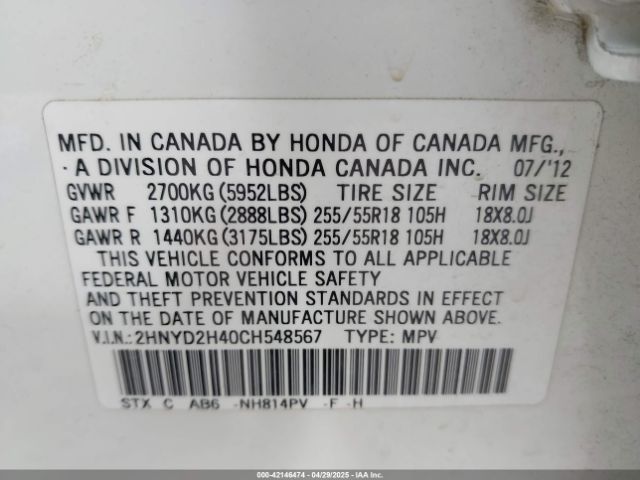 MFD. IN CANADA BY HONDA OF CANADA MFG.,
A DIVISION OF HONDA CANADA INC. 07/'12
GVWR 2700KG (5952LBS) TIRE SIZE RIM SIZE
GAWR F 1310KG (2888LBS) 255/55R18 105H 18X8.0J
GAWR R 1440KG (3175LBS) 255/55R18 105H 18X8.0J
THIS VEHICLE CONFORMS TO ALL APPLICABLE
FEDERAL MOTOR VEHICLE SAFETY
AND THEFT PREVENTION STANDARDS IN EFFECT
ON THE DATE OF MANUFACTURE SHOWN ABOVE.
V.I.N.: 2HNYD2H40CH548567 TYPE: MPV
STX C AB6 -NH814PV -F -H
000-42146474 - 04/29/2025 - IAAI Parts Locator